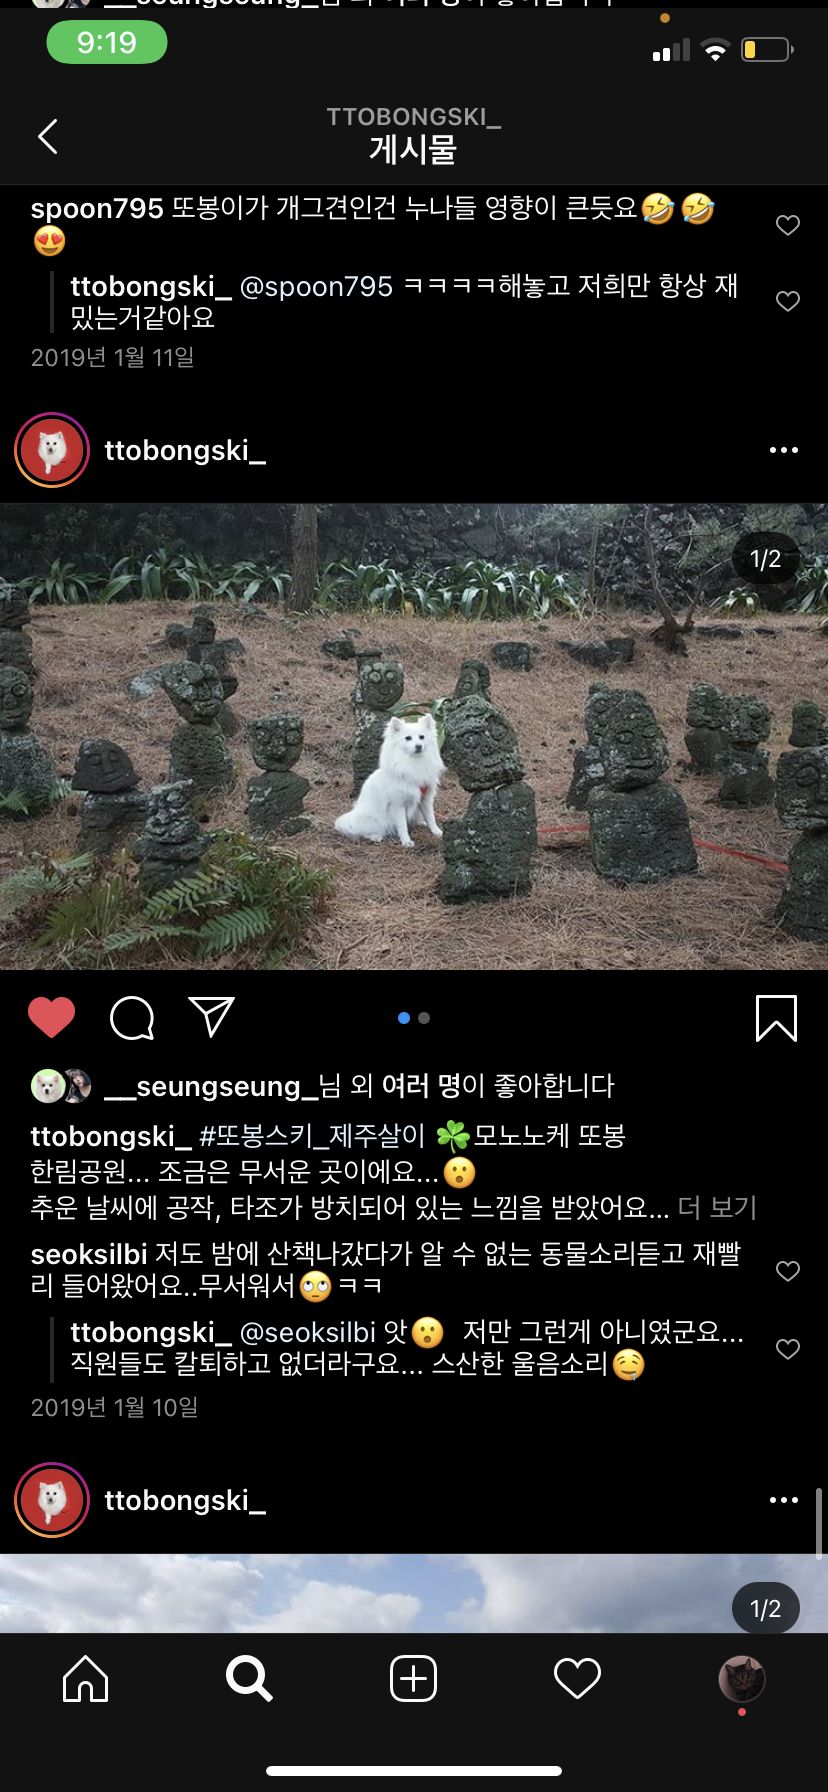 9:19
TTOBONGSKI_
게시물
spoon795 또봉이가 개그견인건 누나들 영향이 큰듯요🤣🤣
😍
ttobongski_ @spoon795 ㅋㅋㅋㅋ해놓고 저희만 항상 재
밌는거같아요
2019년 1월 11일
ttobongski_
1/2
__seungseung_님 외 여러 명이 좋아합니다
ttobongski_ #또봉스키_제주살이 ☘️모노노케 또봉
한림공원... 조금은 무서운 곳이에요...😮
추운 날씨에 공작, 타조가 방치되어 있는 느낌을 받았어요... 더 보기
seoksilbi 저도 밤에 산책나갔다가 알 수 없는 동물소리듣고 재빨
리 들어왔어요..무서워서🙄ㅋㅋ
ttobongski_ @seoksilbi 앗😮 저만 그런게 아니였군요...
직원들도 칼퇴하고 없더라구요... 스산한 울음소리🤤
2019년 1월 10일
ttobongski_
1/2